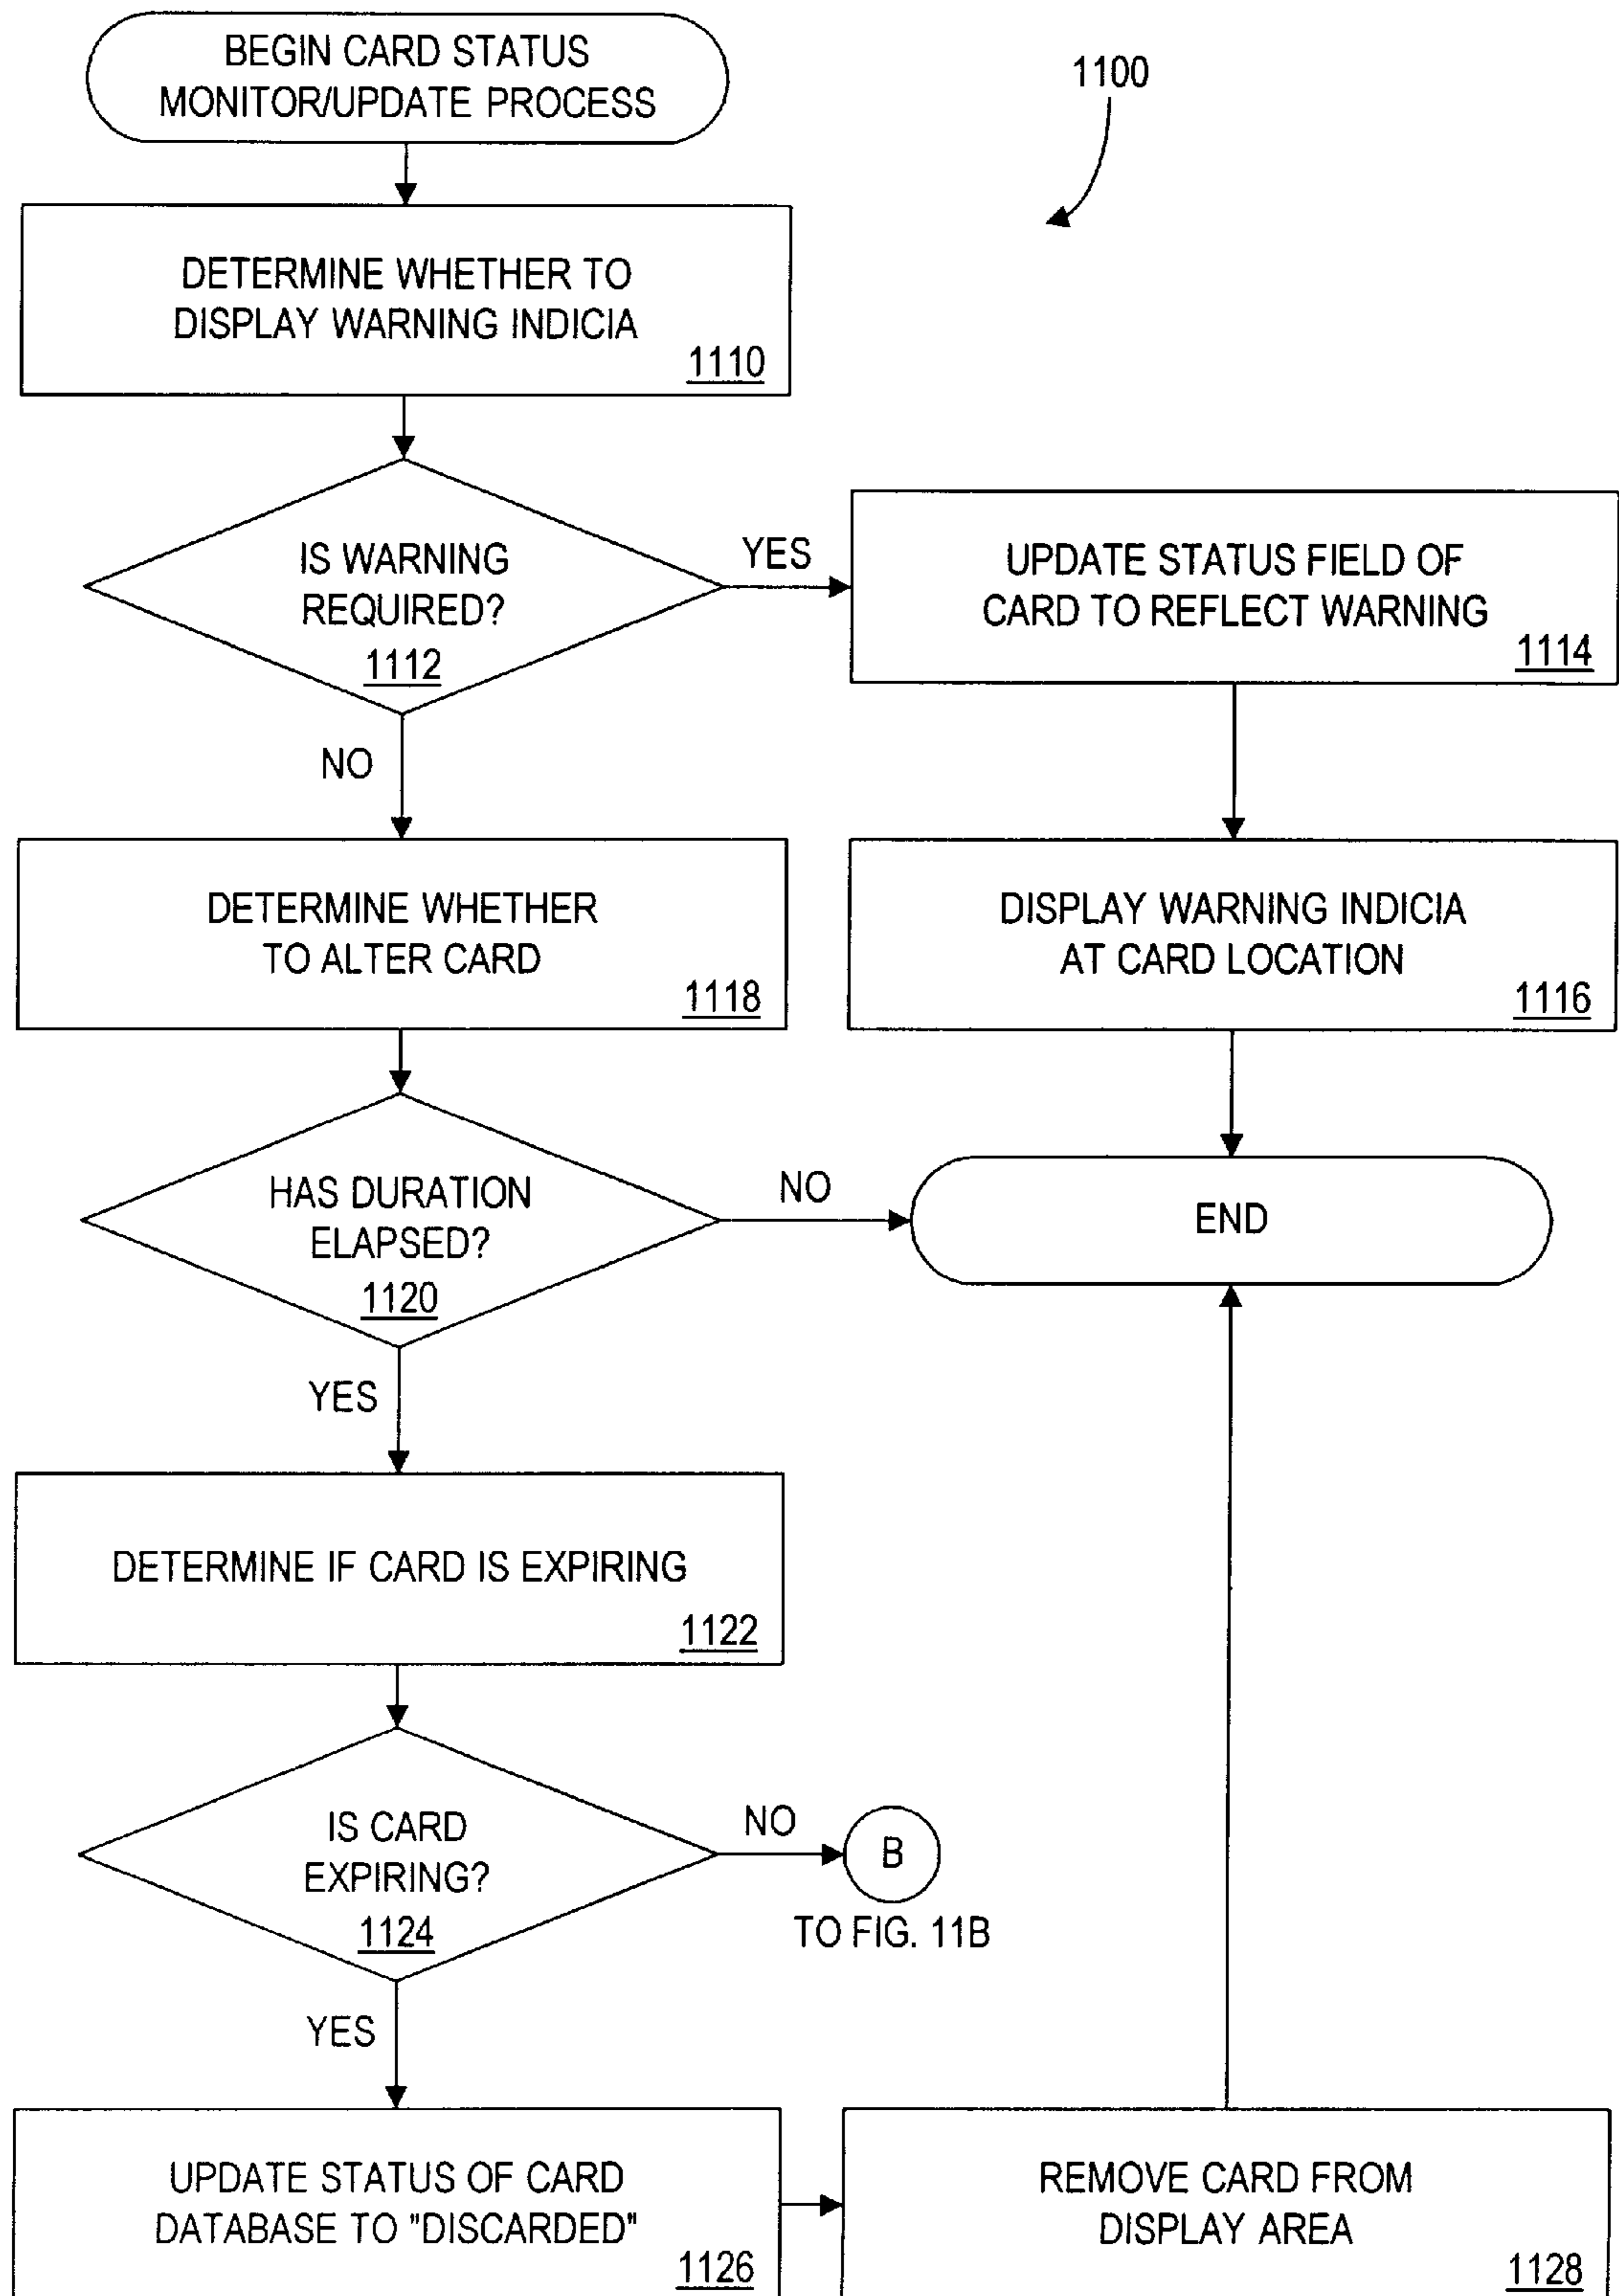 BEGIN CARD STATUS
MONITOR/UPDATE PROCESS
1100
DETERMINE WHETHER TO
DISPLAY WARNING INDICIA
1110
IS WARNING
REQUIRED?
1112
YES
UPDATE STATUS FIELD OF
CARD TO REFLECT WARNING
1114
NO
DETERMINE WHETHER
TO ALTER CARD
1118
DISPLAY WARNING INDICIA
AT CARD LOCATION
1116
HAS DURATION
ELAPSED?
1120
NO
END
YES
DETERMINE IF CARD IS EXPIRING
1122
IS CARD
EXPIRING?
1124
NO
B
TO FIG. 11B
YES
UPDATE STATUS OF CARD
DATABASE TO "DISCARDED"
1126
REMOVE CARD FROM
DISPLAY AREA
1128